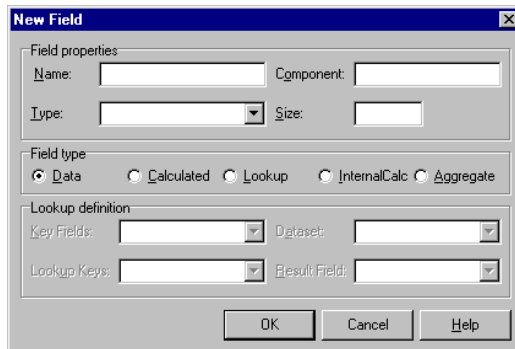 New Field
Field properties
Name: Component:
Type: Size:
Field type
Data Calculated Lookup InternalCalc Aggregate
Lookup definition
Key Fields: Dataset:
Lookup Keys: Result Field:
OK Cancel Help